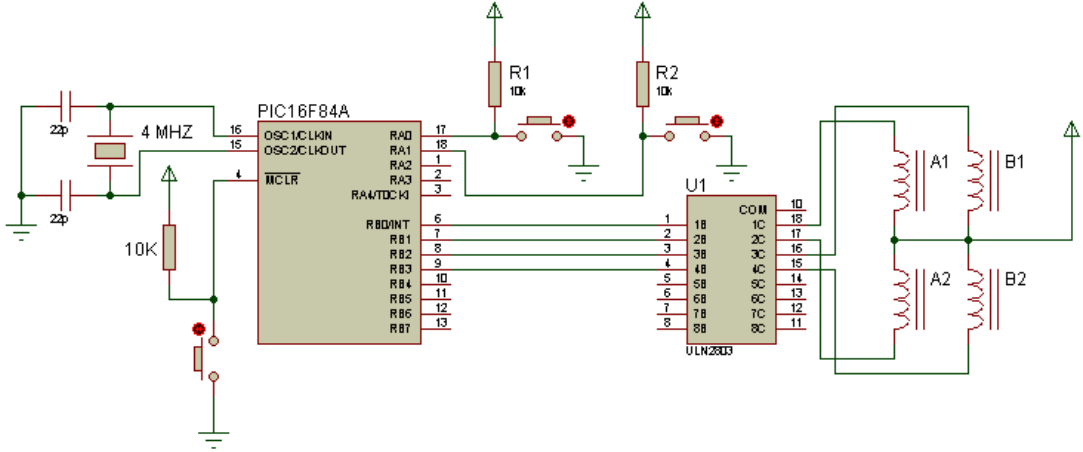 R1
10k
R2
10k
22p
4 MHZ
22p
10K
PIC16F84A
16 OSC1/CLKIN
15 OSC2/CLKOUT
4 MCLR
RA0 17
RA1 18
RA2 1
RA3 2
RA4/T0CKI 3
RB0/INT 6
RB1 7
RB2 8
RB3 9
RB4 10
RB5 11
RB6 12
RB7 13
U1
COM 10
1 1B 1C 18
2 2B 2C 17
3 3B 3C 16
4 4B 4C 15
5 5B 5C 14
6 6B 6C 13
7 7B 7C 12
8 8B 8C 11
ULN2803
A1
B1
A2
B2